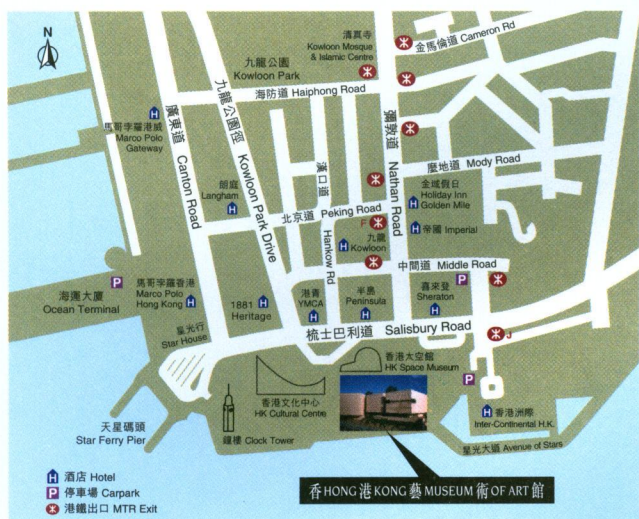 N
清真寺
Kowloon Mosque
& Islamic Centre
金馬倫道 Cameron Rd
九龍公園
Kowloon Park
海防道 Haiphong Road
馬哥孛羅港威
Marco Polo
Gateway
廣東道 Canton Road
九龍公園徑 Kowloon Park Drive
漢口道 Hankow Rd
彌敦道 Nathan Road
麼地道 Mody Road
朗庭
Langham
金域假日
Holiday Inn
Golden Mile
北京道 Peking Road
F
帝國 Imperial
九龍
Kowloon
中間道 Middle Road
海運大廈
Ocean Terminal
P
馬哥孛羅香港
Marco Polo
Hong Kong
1881
Heritage
港青
YMCA
半島
Peninsula
喜來登
Sheraton
P
星光行
Star House
梳士巴利道 Salisbury Road
J
香港太空館
HK Space Museum
香港文化中心
HK Cultural Centre
P
香港洲際
Inter-Continental H.K.
天星碼頭
Star Ferry Pier
鐘樓 Clock Tower
星光大道 Avenue of Stars
H 酒店 Hotel
P 停車場 Carpark
港鐵出口 MTR Exit
香HONG港KONG藝MUSEUM術OF ART館